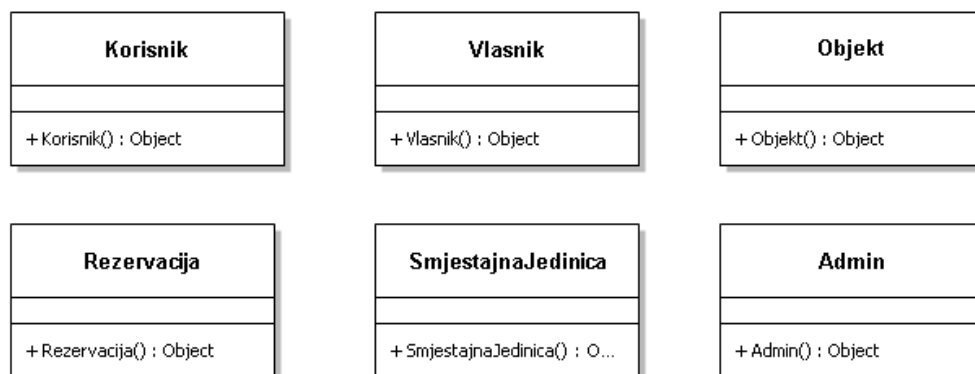 Korisnik
+ Korisnik() : Object
Vlasnik
+ Vlasnik() : Object
Objekt
+ Objekt() : Object
Rezervacija
+ Rezervacija() : Object
SmjestajnaJedinica
+ SmjestajnaJedinica() : O...
Admin
+ Admin() : Object